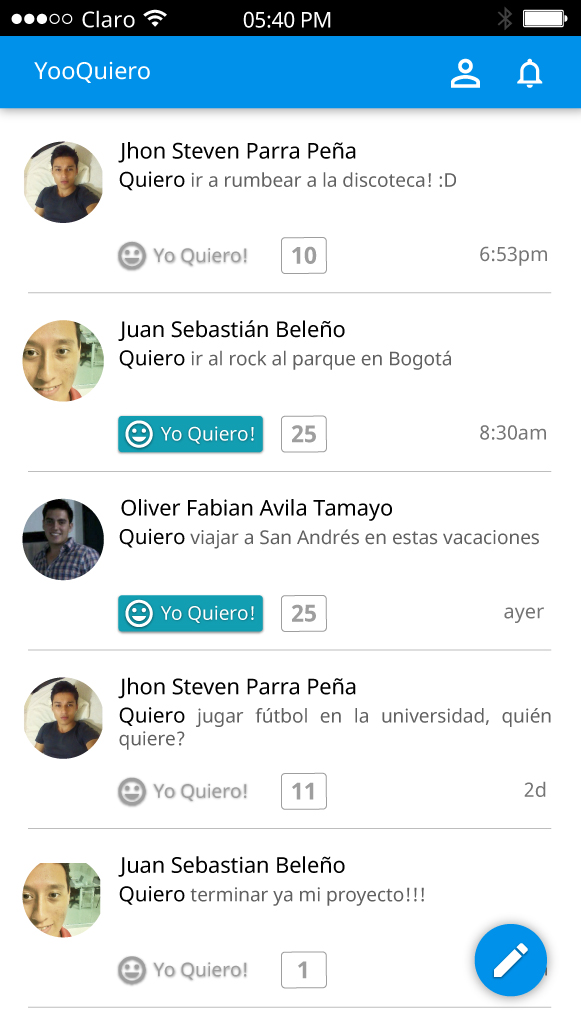 Claro 05:40 PM
YooQuiero
Jhon Steven Parra Peña
Quiero ir a rumbear a la discoteca! :D
Yo Quiero! 10 6:53pm
Juan Sebastián Beleño
Quiero ir al rock al parque en Bogotá
Yo Quiero! 25 8:30am
Oliver Fabian Avila Tamayo
Quiero viajar a San Andrés en estas vacaciones
Yo Quiero! 25 ayer
Jhon Steven Parra Peña
Quiero jugar fútbol en la universidad, quién
quiere?
Yo Quiero! 11 2d
Juan Sebastian Beleño
Quiero terminar ya mi proyecto!!!
Yo Quiero! 1